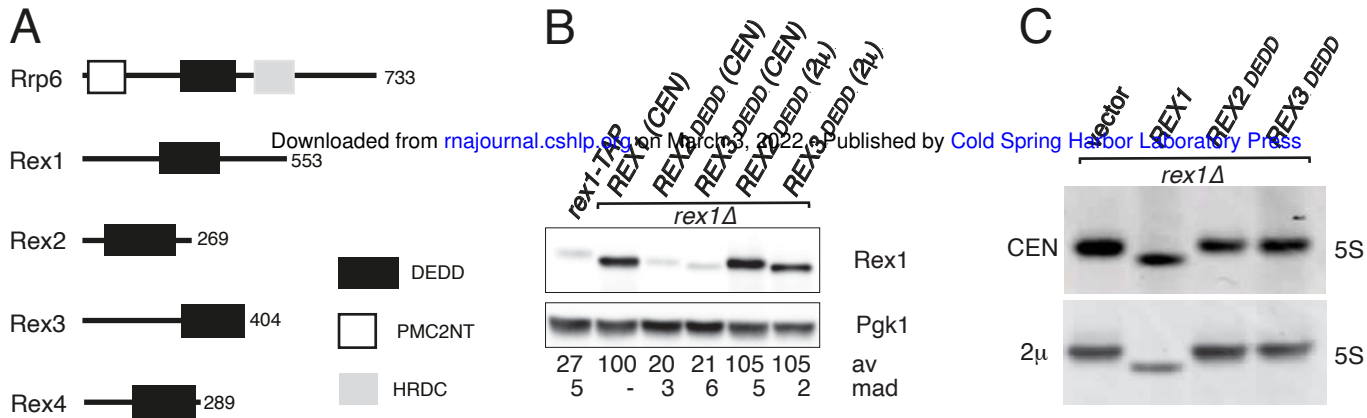 A
Rrp6
733
Rex1
553
Rex2
269
Rex3
404
Rex4
289
DEDD
PMC2NT
HRDC
Downloaded from rnajournal.cshlp.org on March 3, 2022 - Published by Cold Spring Harbor Laboratory Press
B
rex1-TAP
REX1 (CEN)
REX2 DEDD (CEN)
REX3 DEDD (CEN)
REX2 DEDD (2μ)
REX3 DEDD (2μ)
rex1Δ
Rex1
Pgk1
27 100 20 21 105 105 av
5 - 3 6 5 2 mad
C
vector
REX1
REX2 DEDD
REX3 DEDD
rex1Δ
CEN 5S
2μ 5S